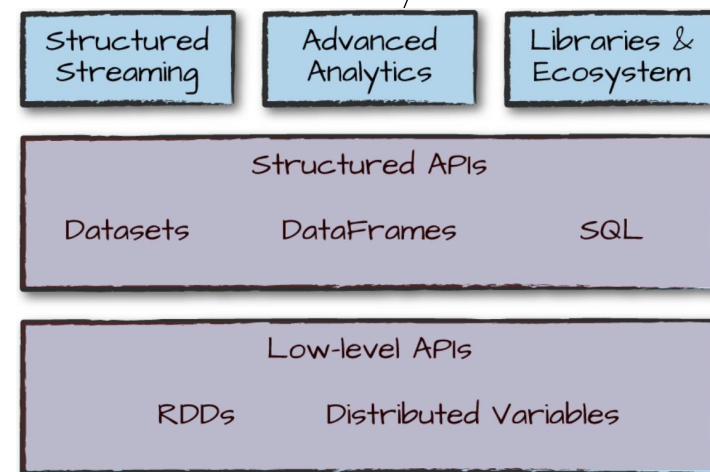 Structured
Streaming
Advanced
Analytics
Libraries &
Ecosystem
Structured APIs
Datasets DataFrames SQL
Low-level APIs
RDDs Distributed Variables